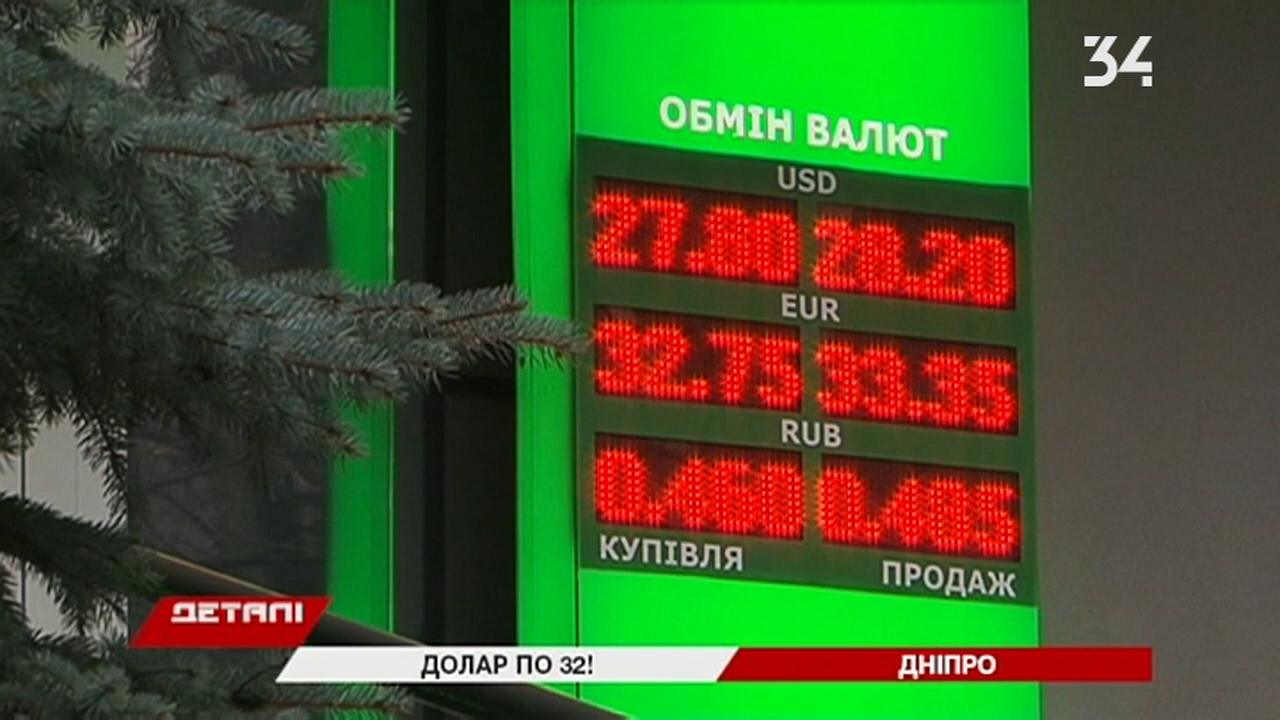 34
ОБМІН ВАЛЮТ
USD
27.80 28.20
EUR
32.75 33.35
RUB
КУПІВЛЯ ПРОДАЖ
ДЕТАЛІ
ДОЛАР ПО 32! ДНІПРО